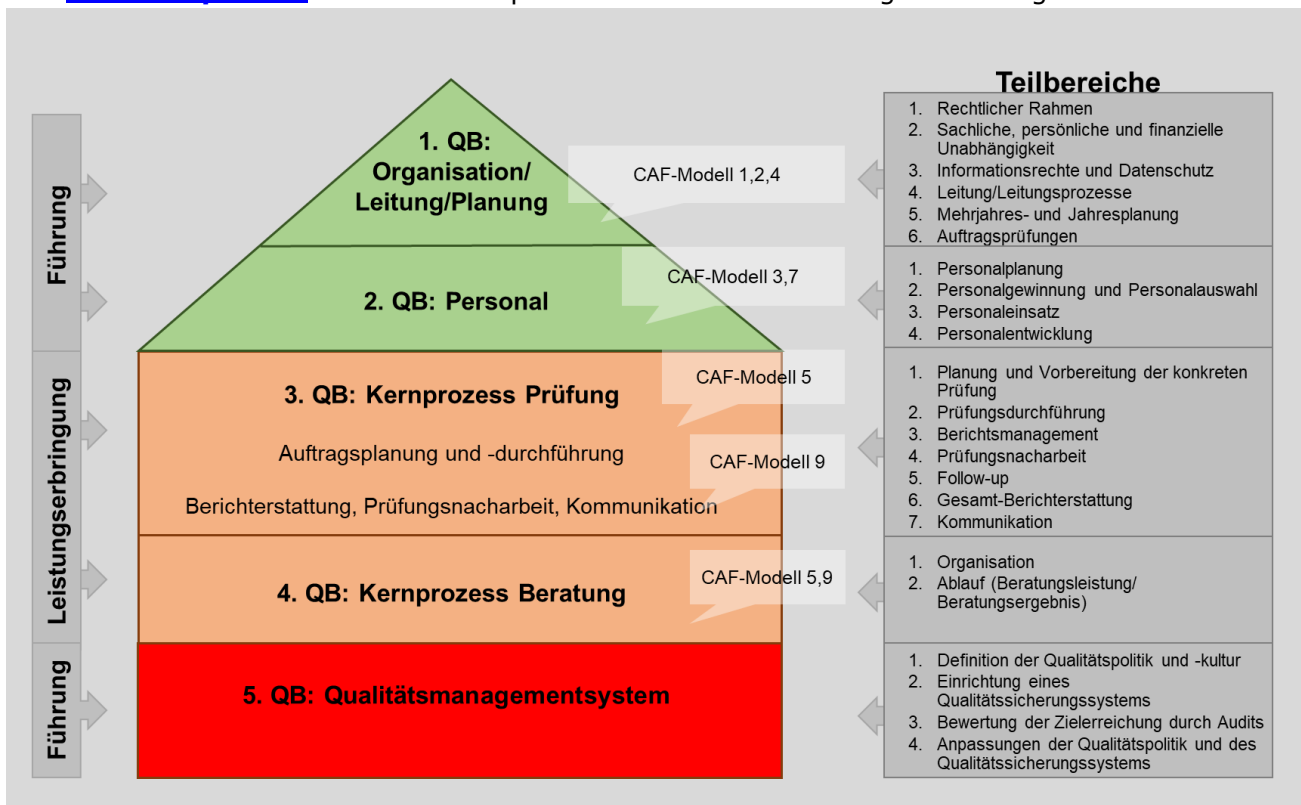 Teilbereiche
Führung
1. QB:
Organisation/
Leitung/Planung
CAF-Modell 1,2,4
1. Rechtlicher Rahmen
2. Sachliche, persönliche und finanzielle
Unabhängigkeit
3. Informationsrechte und Datenschutz
4. Leitung/Leitungsprozesse
5. Mehrjahres- und Jahresplanung
6. Auftragsprüfungen
2. QB: Personal
CAF-Modell 3,7
1. Personalplanung
2. Personalgewinnung und Personalauswahl
3. Personaleinsatz
4. Personalentwicklung
Leistungserbringung
3. QB: Kernprozess Prüfung
Auftragsplanung und -durchführung
Berichterstattung, Prüfungsnacharbeit, Kommunikation
CAF-Modell 5
CAF-Modell 9
1. Planung und Vorbereitung der konkreten
Prüfung
2. Prüfungsdurchführung
3. Berichtsmanagement
4. Prüfungsnacharbeit
5. Follow-up
6. Gesamt-Berichterstattung
7. Kommunikation
4. QB: Kernprozess Beratung
CAF-Modell 5,9
1. Organisation
2. Ablauf (Beratungsleistung/
Beratungsergebnis)
Führung
5. QB: Qualitätsmanagementsystem
1. Definition der Qualitätspolitik und -kultur
2. Einrichtung eines
Qualitätssicherungssystems
3. Bewertung der Zielerreichung durch Audits
4. Anpassungen der Qualitätspolitik und des
Qualitätssicherungssystems